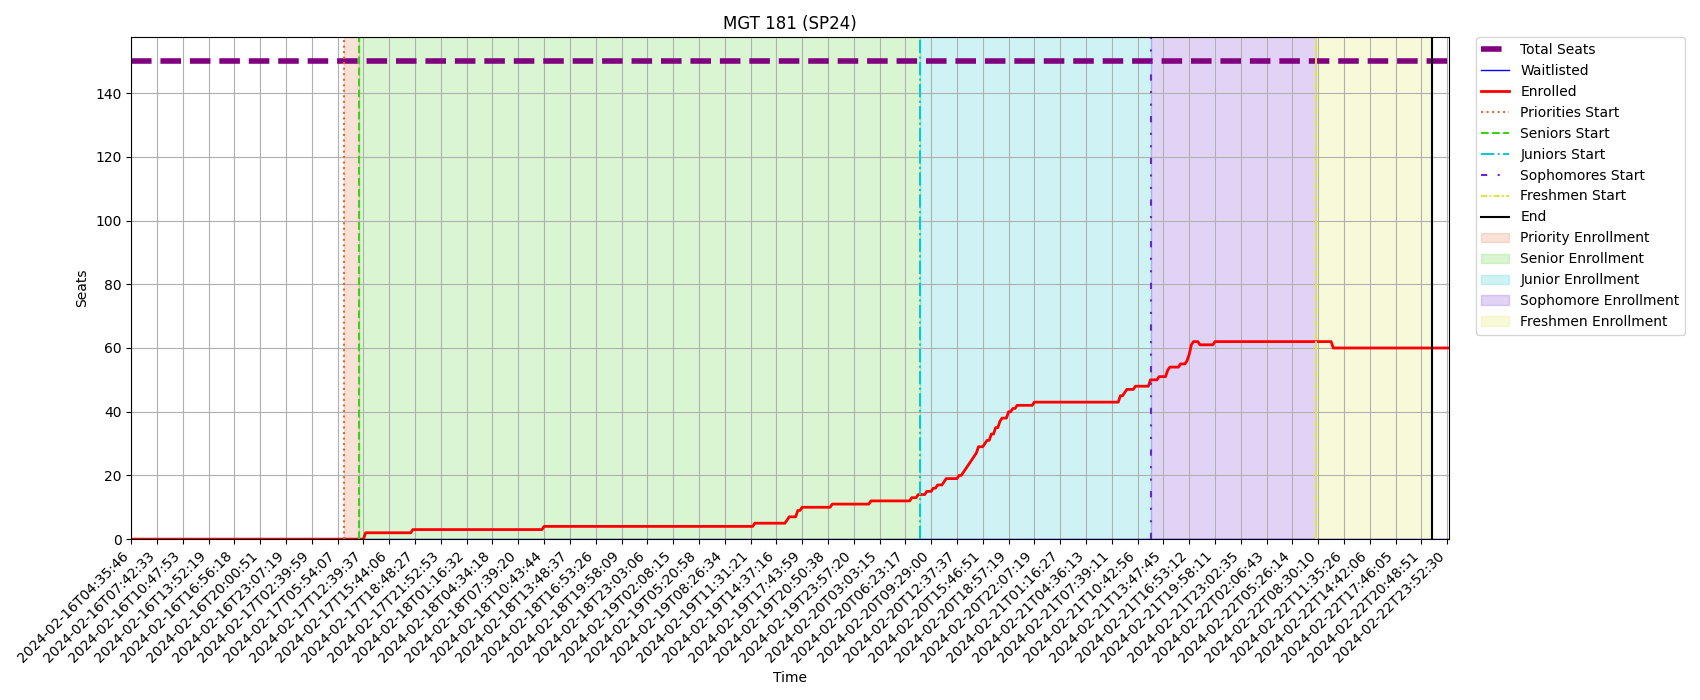 MGT 181 (SP24)
Seats
140
120
100
80
60
40
20
0
2024-02-16T04:35:46
2024-02-16T07:42:33
2024-02-16T10:47:53
2024-02-16T13:52:19
2024-02-16T16:56:18
2024-02-16T20:00:51
2024-02-16T23:07:19
2024-02-17T02:39:59
2024-02-17T05:54:07
2024-02-17T12:39:37
2024-02-17T15:44:06
2024-02-17T18:48:27
2024-02-17T21:52:53
2024-02-18T01:16:32
2024-02-18T04:34:18
2024-02-18T07:39:20
2024-02-18T10:43:44
2024-02-18T13:48:37
2024-02-18T16:53:26
2024-02-18T19:58:09
2024-02-18T23:03:06
2024-02-19T02:08:15
2024-02-19T05:20:58
2024-02-19T08:26:34
2024-02-19T11:31:21
2024-02-19T14:37:16
2024-02-19T17:43:59
2024-02-19T20:50:38
2024-02-19T23:57:20
2024-02-20T03:03:15
2024-02-20T06:23:17
2024-02-20T09:29:00
2024-02-20T12:37:37
2024-02-20T15:46:51
2024-02-20T18:57:19
2024-02-20T22:07:19
2024-02-21T01:16:27
2024-02-21T04:36:13
2024-02-21T07:39:11
2024-02-21T10:42:56
2024-02-21T13:47:45
2024-02-21T16:53:12
2024-02-21T19:58:11
2024-02-21T23:02:35
2024-02-22T02:06:43
2024-02-22T05:26:14
2024-02-22T08:30:10
2024-02-22T11:35:26
2024-02-22T14:42:06
2024-02-22T17:46:05
2024-02-22T20:48:51
2024-02-22T23:52:30
Time
Total Seats
Waitlisted
Enrolled
Priorities Start
Seniors Start
Juniors Start
Sophomores Start
Freshmen Start
End
Priority Enrollment
Senior Enrollment
Junior Enrollment
Sophomore Enrollment
Freshmen Enrollment